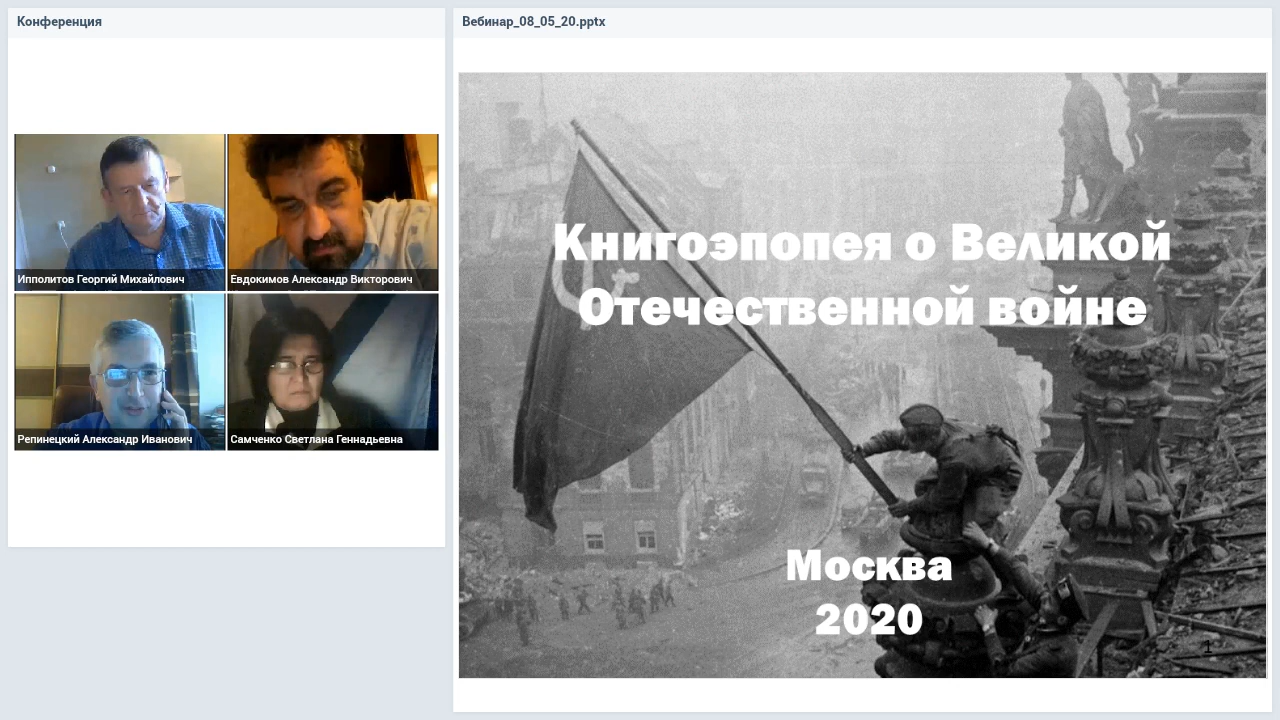 Конференция
Ипполитов Георгий Михайлович
Евдокимов Александр Викторович
Репинецкий Александр Иванович
Самченко Светлана Геннадьевна
Вебинар_08_05_20.pptx
Книгоэпопея о Великой
Отечественной войне
Москва
2020
1